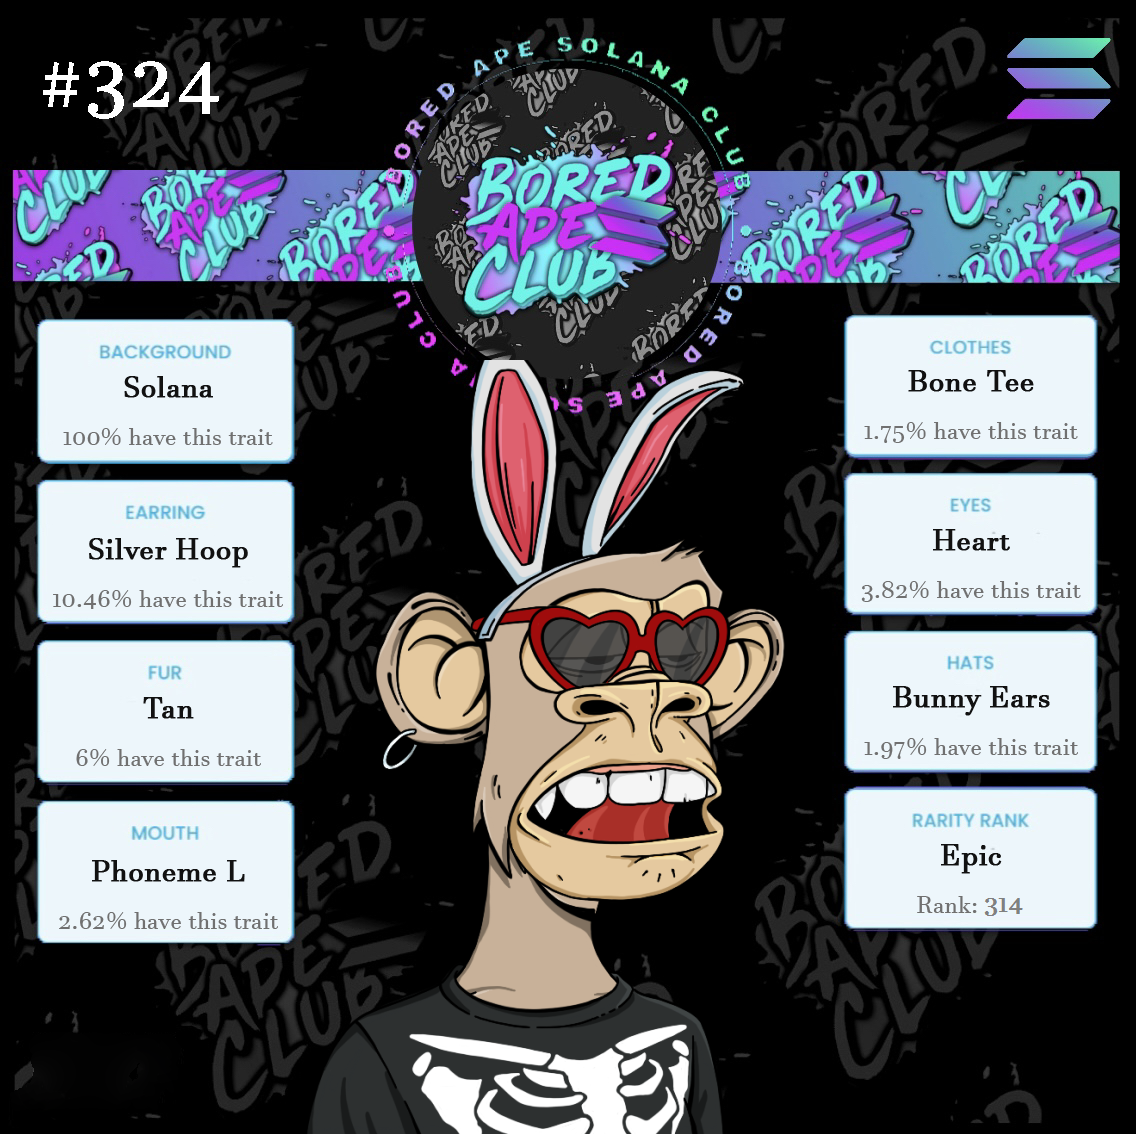 #324
BORED APE SOLANA CLUB
BORED
APE
CLUB
BORED APE
BACKGROUND
Solana
100% have this trait
EARRING
Silver Hoop
10.46% have this trait
FUR
Tan
6% have this trait
MOUTH
Phoneme L
2.62% have this trait
CLOTHES
Bone Tee
1.75% have this trait
EYES
Heart
3.82% have this trait
HATS
Bunny Ears
1.97% have this trait
RARITY RANK
Epic
Rank: 314